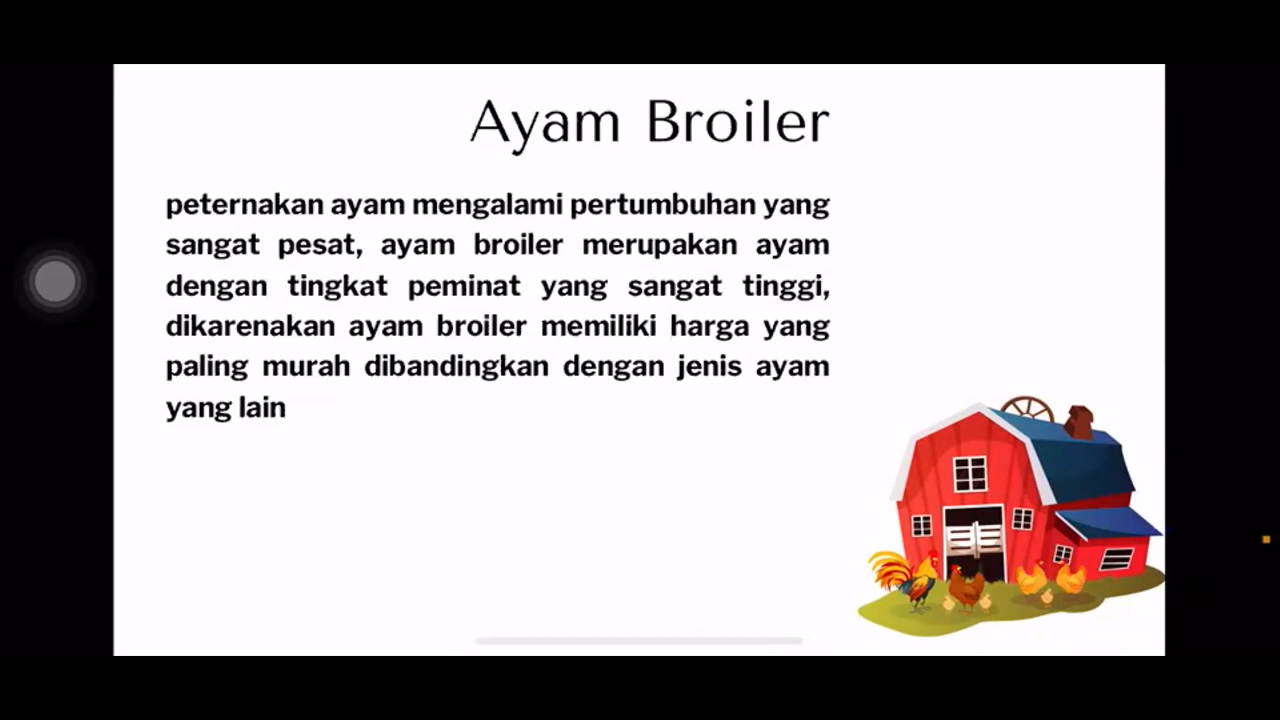 Ayam Broiler
peternakan ayam mengalami pertumbuhan yang
sangat pesat, ayam broiler merupakan ayam
dengan tingkat peminat yang sangat tinggi,
dikarenakan ayam broiler memiliki harga yang
paling murah dibandingkan dengan jenis ayam
yang lain